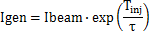 Igen = Ibeam · exp(Tinj/τ)